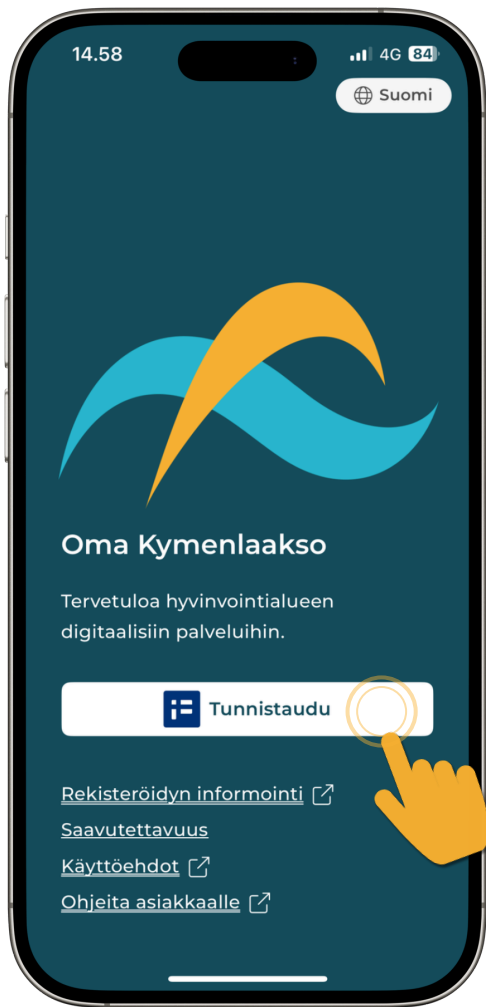 14.58
4G 84
Suomi
Oma Kymenlaakso
Tervetuloa hyvinvointialueen
digitaalisiin palveluihin.
Tunnistaudu
Rekisteröidyn informointi
Saavutettavuus
Käyttöehdot
Ohjeita asiakkaalle